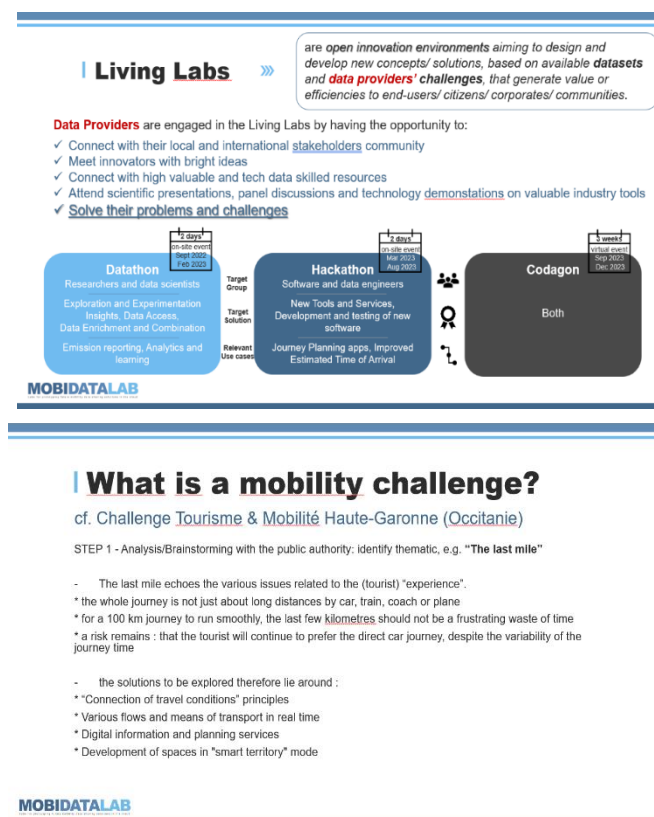 Living Labs
are open innovation environments aiming to design and
develop new concepts/ solutions, based on available datasets
and data providers’ challenges, that generate value or
efficiencies to end-users/ citizens/ corporates/ communities.
Data Providers are engaged in the Living Labs by having the opportunity to:
✓ Connect with their local and international stakeholders community
✓ Meet innovators with bright ideas
✓ Connect with high valuable and tech data skilled resources
✓ Attend scientific presentations, panel discussions and technology demonstations on valuable industry tools
✓ Solve their problems and challenges
2 days
on-site event
Sept 2022
Feb 2023
Datathon
Researchers and data scientists
Exploration and Experimentation
Insights, Data Access,
Data Enrichment and Combination
Emission reporting, Analytics and
learning
Target
Group
Target
Solution
Relevant
Use cases
2 days
on-site event
Mar 2023
Aug 2023
Hackathon
Software and data engineers
New Tools and Services,
Development and testing of new
software
Journey Planning apps, Improved
Estimated Time of Arrival
3 weeks
virtual event
Sep 2023
Dec 2023
Codagon
Both
MOBIDATALAB
What is a mobility challenge?
cf. Challenge Tourisme & Mobilité Haute-Garonne (Occitanie)
STEP 1 - Analysis/Brainstorming with the public authority: identify thematic, e.g. “The last mile”
- The last mile echoes the various issues related to the (tourist) “experience”.
* the whole journey is not just about long distances by car, train, coach or plane
* for a 100 km journey to run smoothly, the last few kilometres should not be a frustrating waste of time
* a risk remains : that the tourist will continue to prefer the direct car journey, despite the variability of the
journey time
- the solutions to be explored therefore lie around :
* “Connection of travel conditions” principles
* Various flows and means of transport in real time
* Digital information and planning services
* Development of spaces in "smart territory" mode
MOBIDATALAB